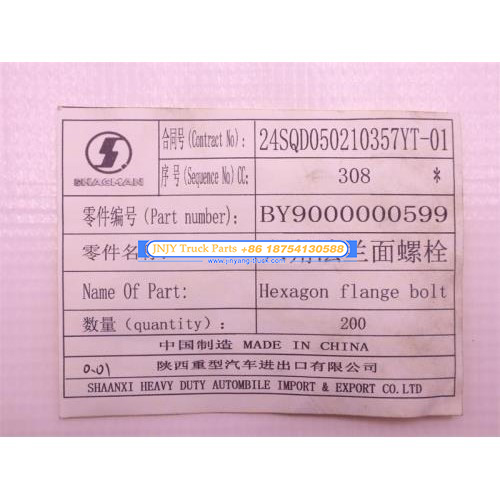 SHACMAN
合同号(Contract No): 24SQD050210357YT-01
序号(Sequence No)CC: 308 *
零件编号(Part number): BY9000000599
零件名
兰面螺栓
JNJY Truck Parts +86 18754130588
www.jinyang-truck.com
Name Of Part: Hexagon flange bolt
数量(quantity): 200
中国制造 MADE IN CHINA
0.01 陕西重型汽车进出口有限公司
SHAANXI HEAVY DUTY AUTOMBILE IMPORT & EXPORT CO.LTD